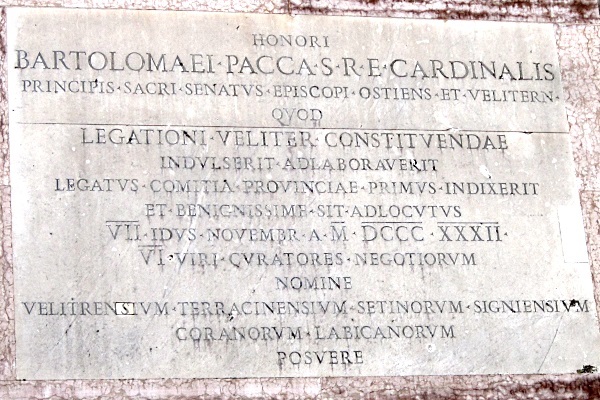 HONORI
BARTOLOMAEI · PACCA · S · R · E · CARDINALIS
PRINCIPIS · SACRI · SENATVS · EPISCOPI · OSTIENS · ET · VELITERN ·
QVOD
LEGATIONI · VELITER · CONSTITVENDAE
INDVLSERIT · ADLABORAVERIT
LEGATVS · COMITIA · PROVINCIAE · PRIMVS · INDIXERIT
ET · BENIGNISSIME · SIT · ADLOCVTVS
VII · IDVS · NOVEMBR · A · M̅ · DCCC · XXXII ·
VI · VIRI · QVRATORES · NEGOTIORVM
NOMINE
VELITRENSIVM · TERRACINENSIVM · SETINORVM · SIGNIENSIVM
CORANORVM · LABICANORVM
POSVERE